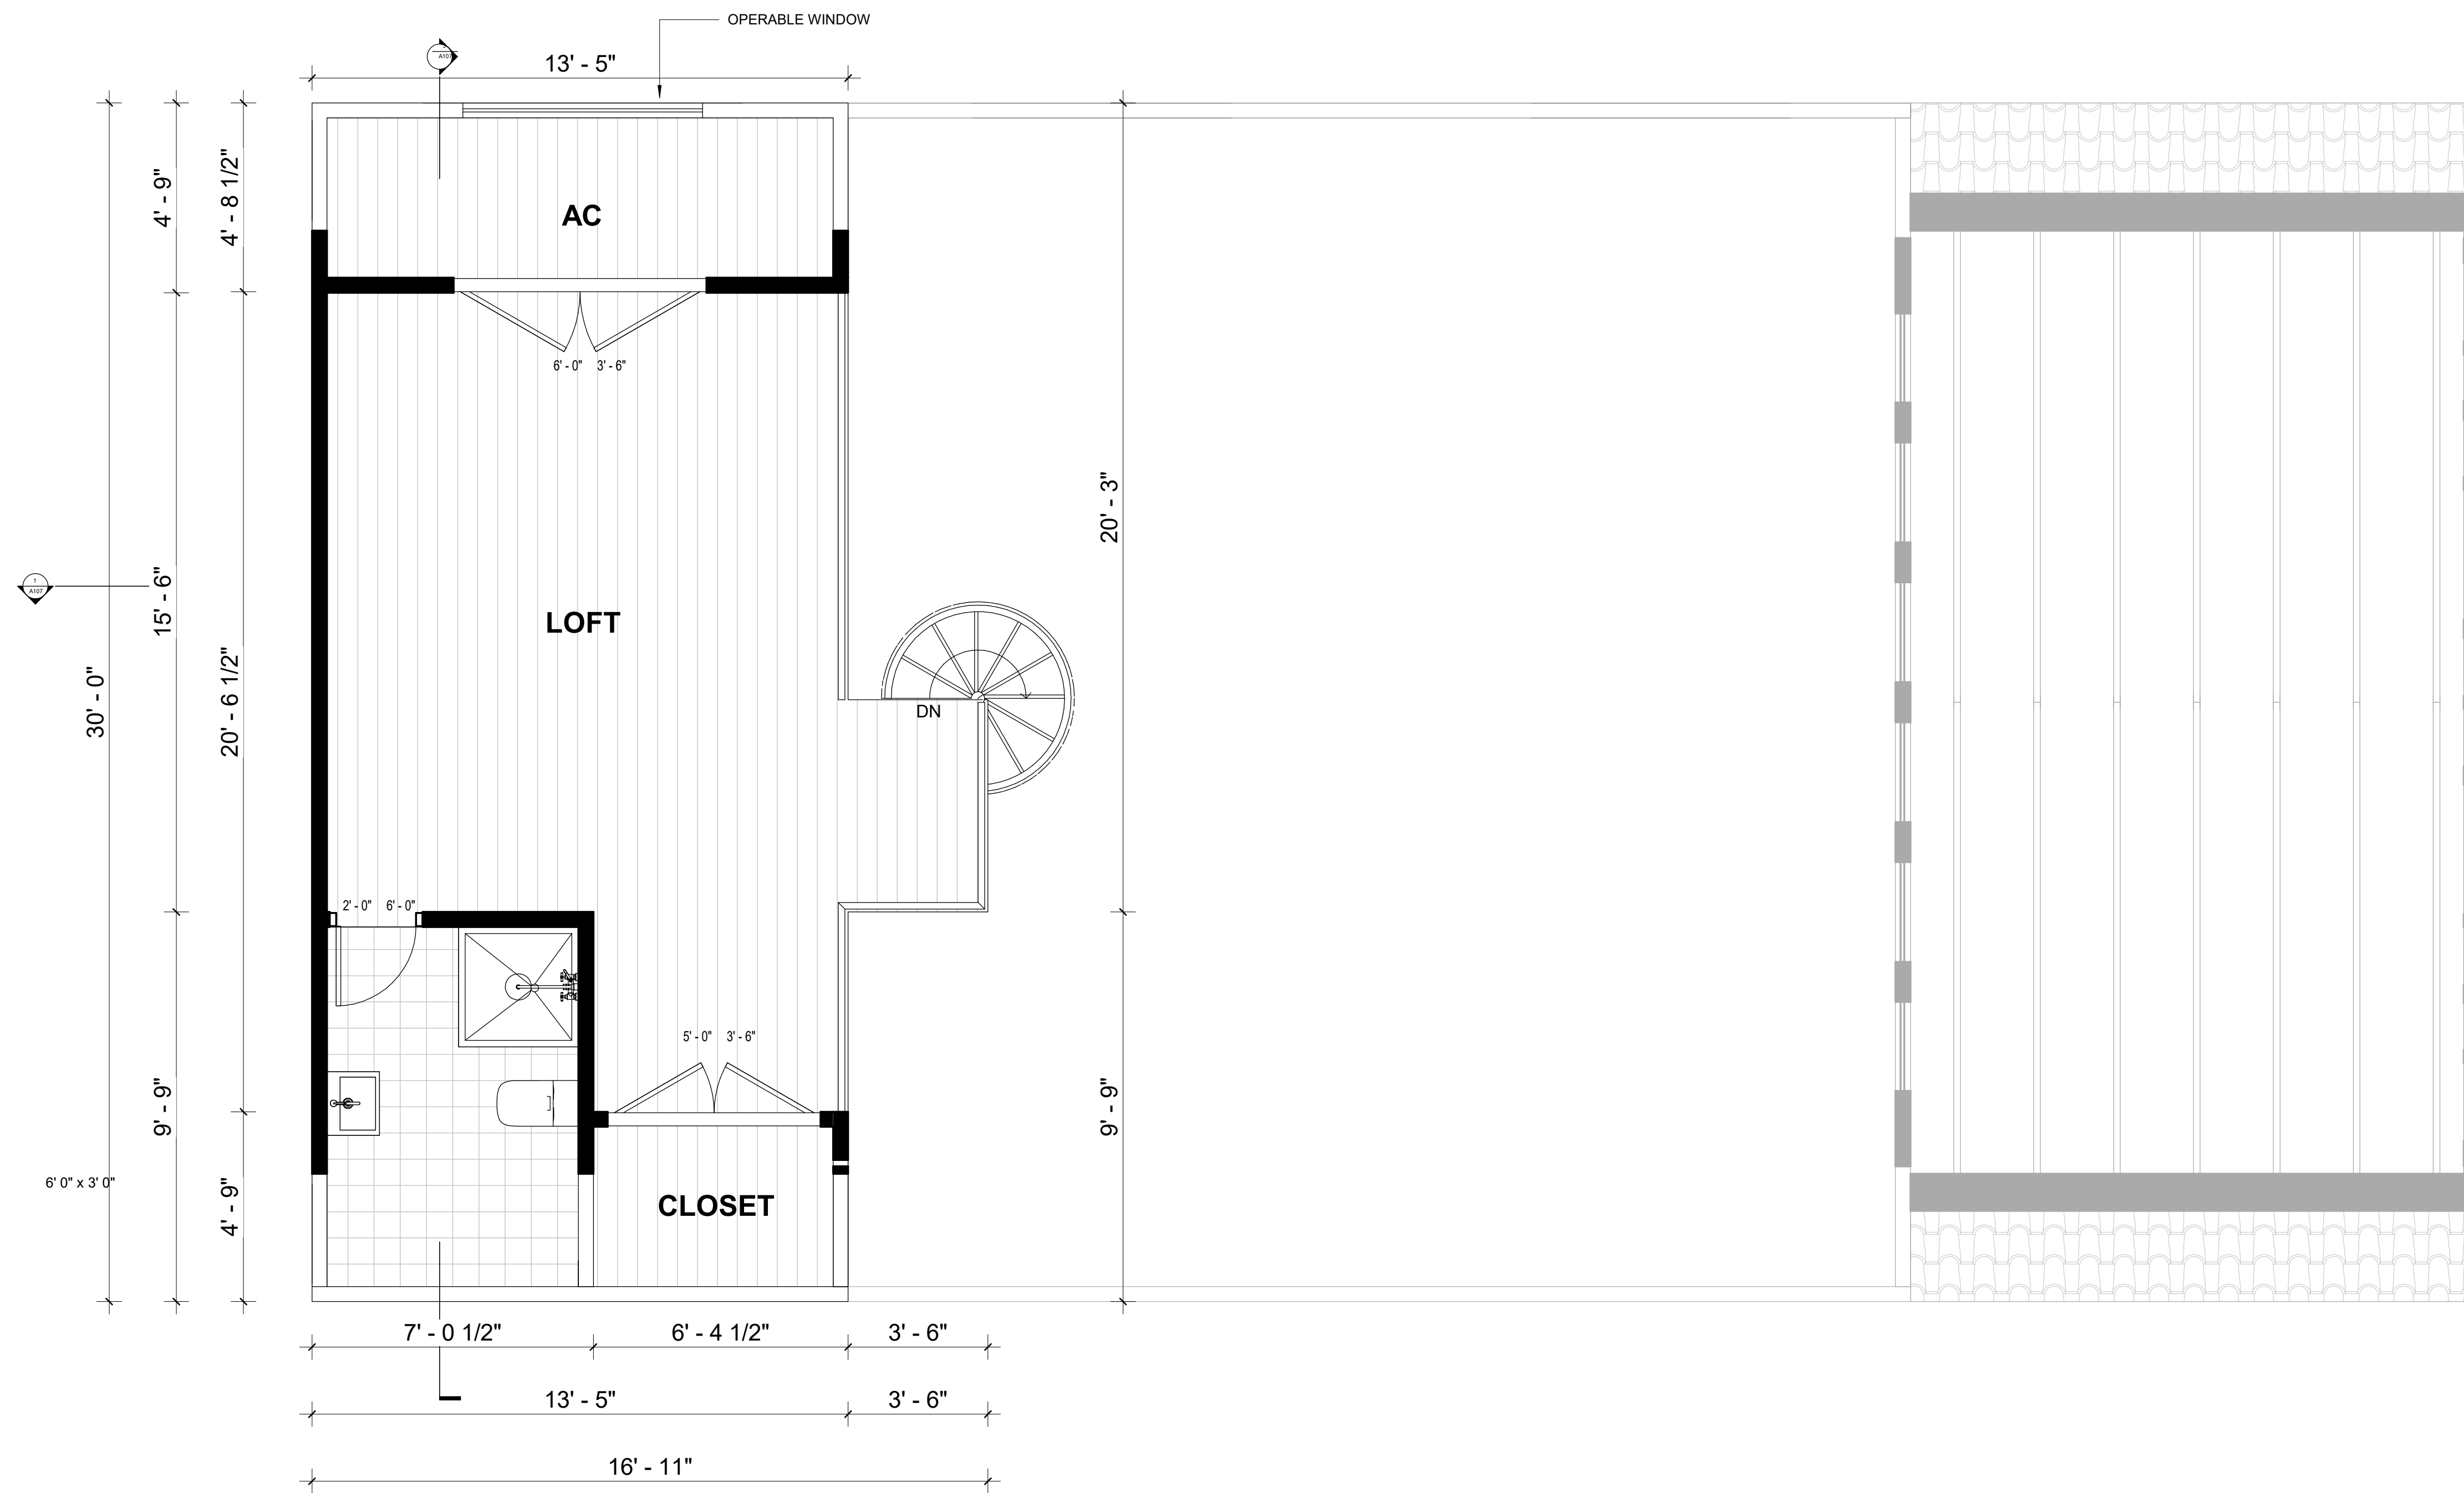 OPERABLE WINDOW
A107
13' - 5"
4' - 9"
4' - 8 1/2"
AC
6' - 0" 3' - 6"
20' - 3"
1
A107
15' - 6"
LOFT
30' - 0"
20' - 6 1/2"
DN
2' - 0" 6' - 0"
5' - 0" 3' - 6"
9' - 9"
9' - 9"
6' 0" x 3' 0"
4' - 9"
CLOSET
7' - 0 1/2"
6' - 4 1/2"
3' - 6"
13' - 5"
3' - 6"
16' - 11"